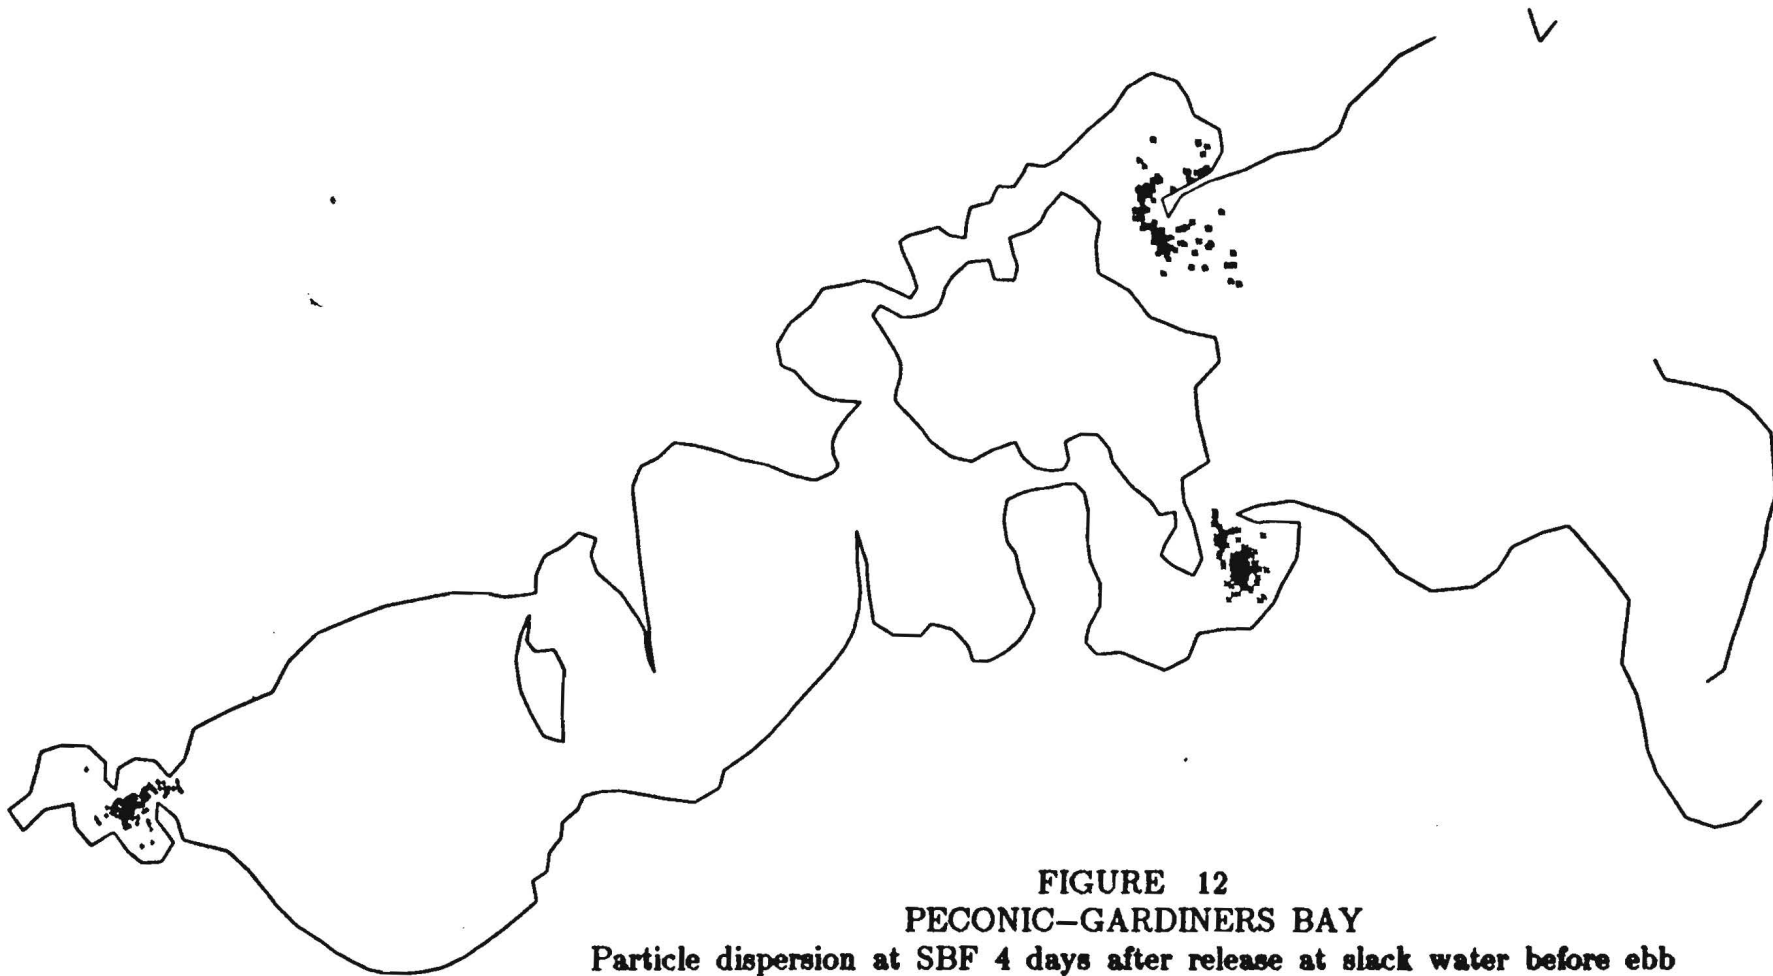 FIGURE 12
PECONIC–GARDINERS BAY
Particle dispersion at SBF 4 days after release at slack water before ebb